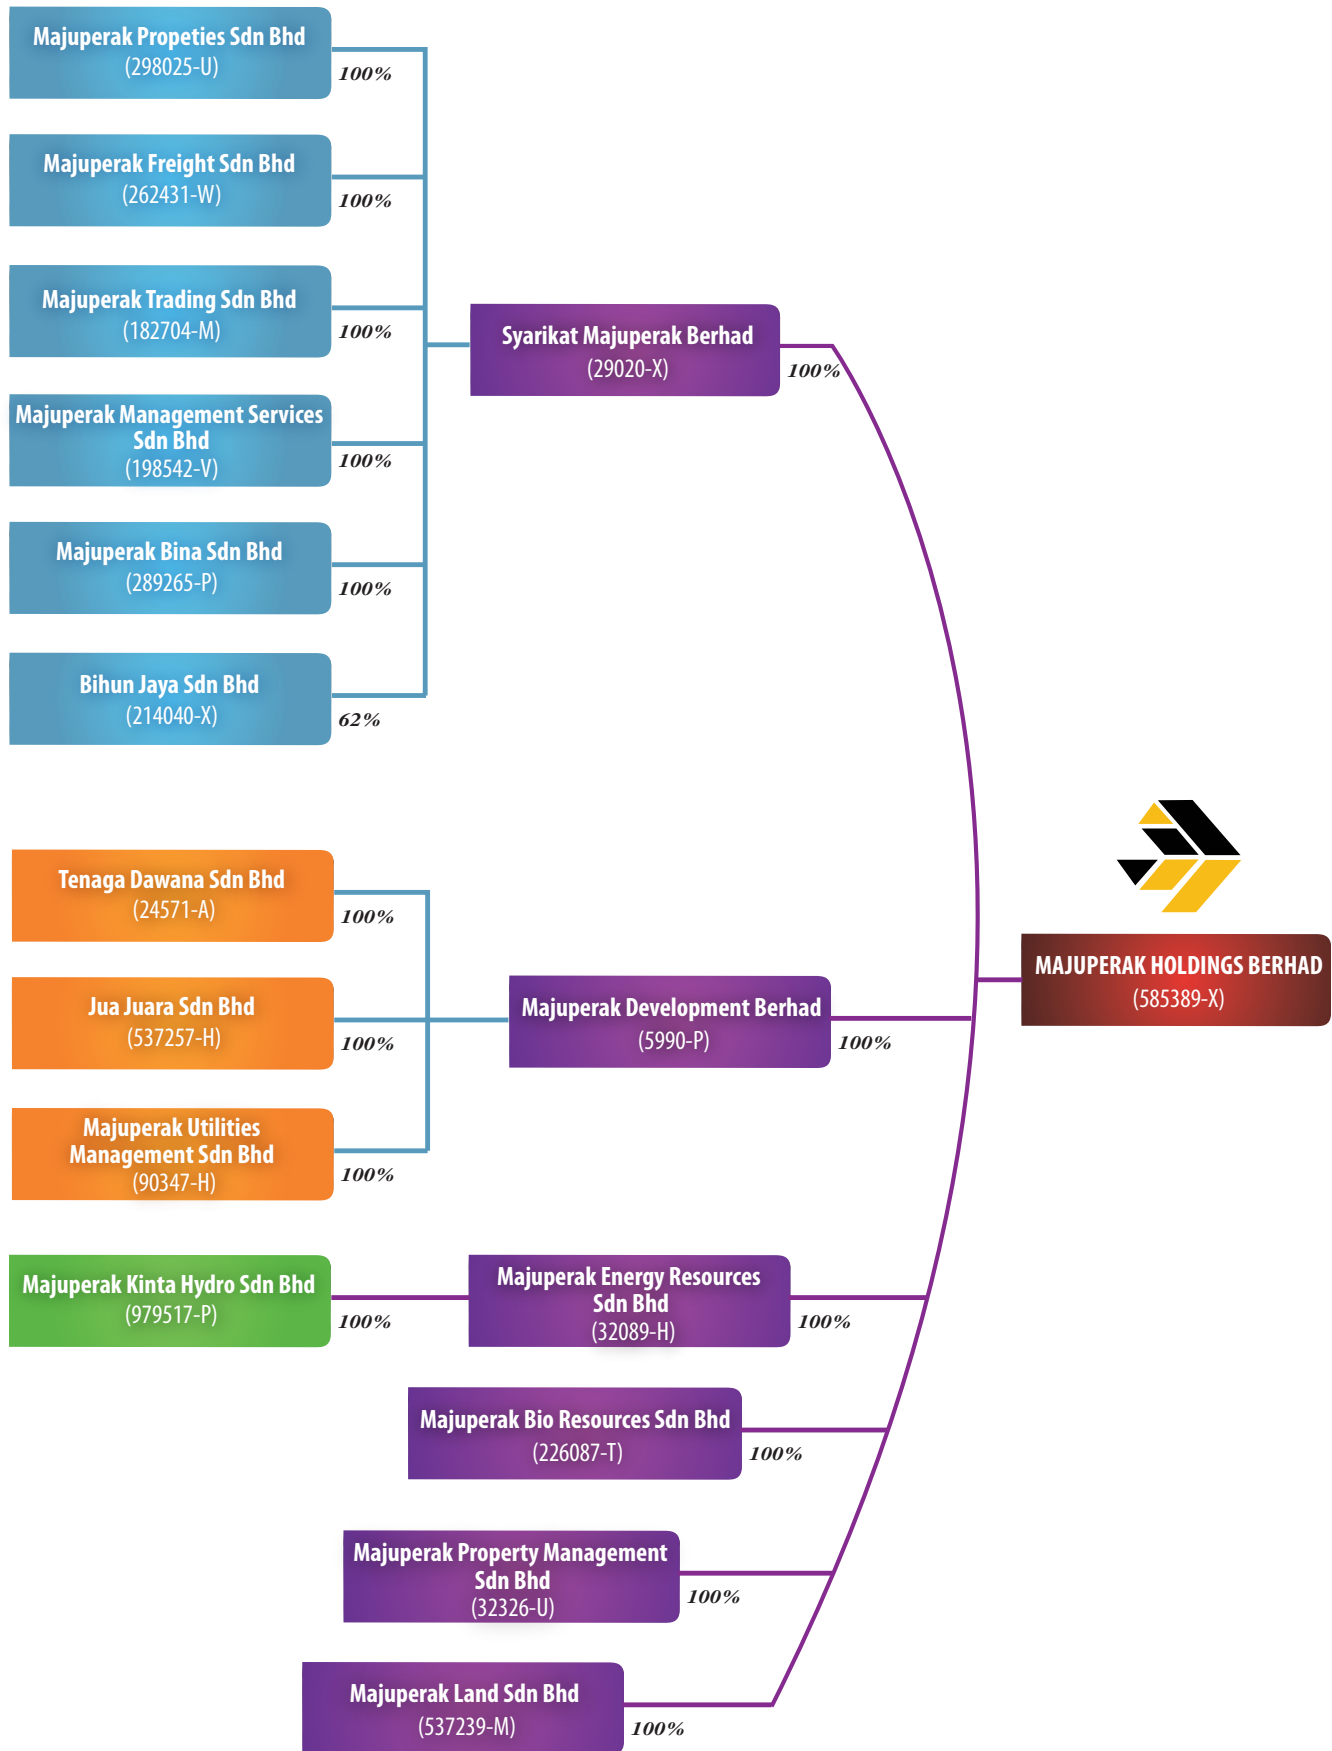 Majuperak Propeties Sdn Bhd
(298025-U)
100%
Majuperak Freight Sdn Bhd
(262431-W)
100%
Majuperak Trading Sdn Bhd
(182704-M)
100%
Majuperak Management Services
Sdn Bhd
(198542-V)
100%
Majuperak Bina Sdn Bhd
(289265-P)
100%
Bihun Jaya Sdn Bhd
(214040-X)
62%
Syarikat Majuperak Berhad
(29020-X)
100%
Tenaga Dawana Sdn Bhd
(24571-A)
100%
Jua Juara Sdn Bhd
(537257-H)
100%
Majuperak Utilities
Management Sdn Bhd
(90347-H)
100%
Majuperak Development Berhad
(5990-P)
100%
MAJUPERAK HOLDINGS BERHAD
(585389-X)
Majuperak Kinta Hydro Sdn Bhd
(979517-P)
100%
Majuperak Energy Resources
Sdn Bhd
(32089-H)
100%
Majuperak Bio Resources Sdn Bhd
(226087-T)
100%
Majuperak Property Management
Sdn Bhd
(32326-U)
100%
Majuperak Land Sdn Bhd
(537239-M)
100%